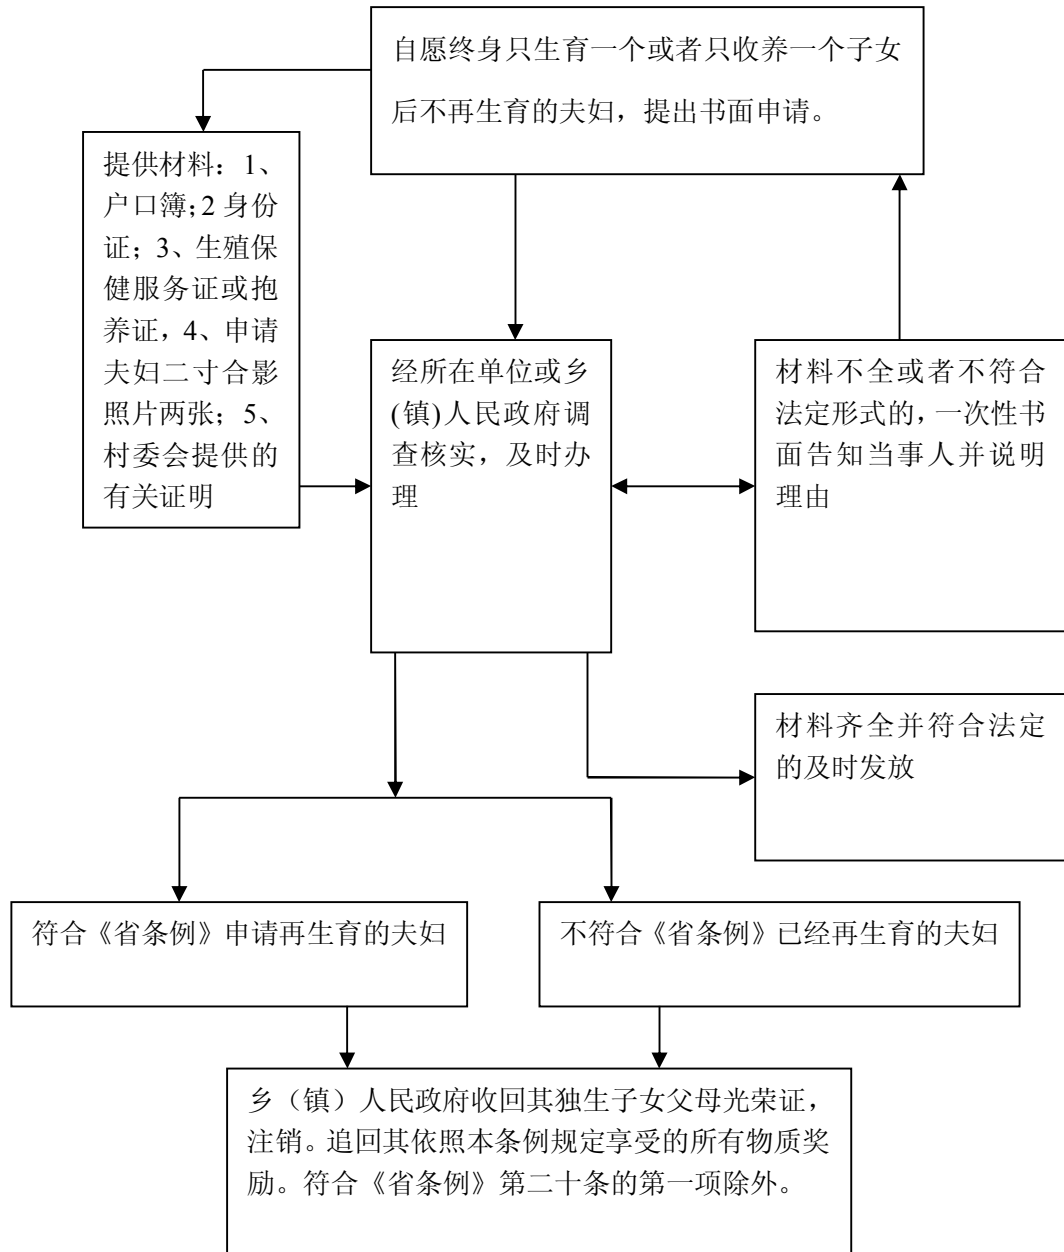 自愿终身只生育一个或者只收养一个子女
后不再生育的夫妇，提出书面申请。
提供材料：1、
户口簿；2 身份
证；3、生殖保
健服务证或抱
养证，4、申请
夫妇二寸合影
照片两张；5、
村委会提供的
有关证明
经所在单位或乡
(镇)人民政府调
查核实，及时办
理
材料不全或者不符合
法定形式的，一次性书
面告知当事人并说明
理由
材料齐全并符合法定
的及时发放
符合《省条例》申请再生育的夫妇
不符合《省条例》已经再生育的夫妇
乡（镇）人民政府收回其独生子女父母光荣证，
注销。追回其依照本条例规定享受的所有物质奖
励。符合《省条例》第二十条的第一项除外。